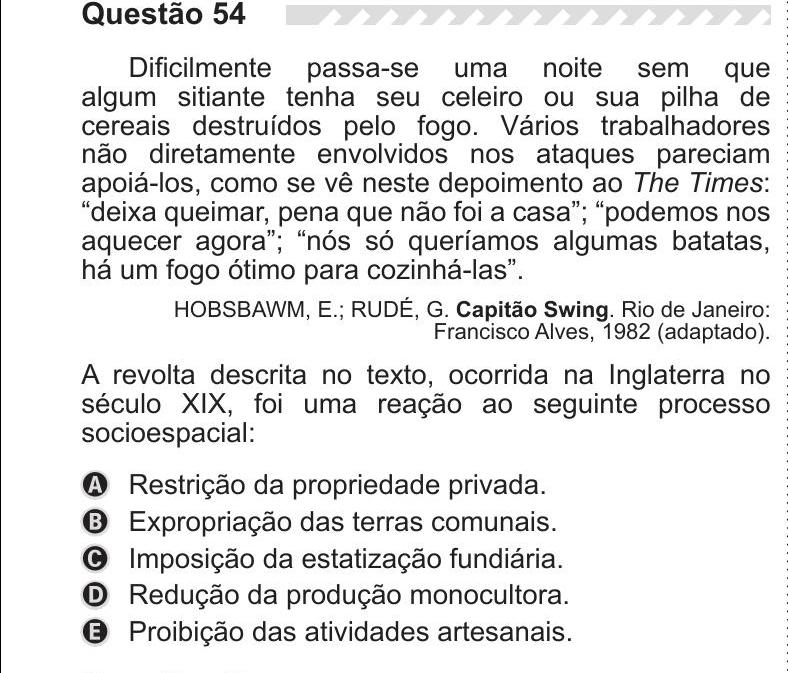 Questão 54
Dificilmente passa-se uma noite sem que
algum sitiante tenha seu celeiro ou sua pilha de
cereais destruídos pelo fogo. Vários trabalhadores
não diretamente envolvidos nos ataques pareciam
apoiá-los, como se vê neste depoimento ao The Times:
“deixa queimar, pena que não foi a casa”; “podemos nos
aquecer agora”; “nós só queríamos algumas batatas,
há um fogo ótimo para cozinhá-las”.
HOBSBAWM, E.; RUDÉ, G. Capitão Swing. Rio de Janeiro:
Francisco Alves, 1982 (adaptado).
A revolta descrita no texto, ocorrida na Inglaterra no
século XIX, foi uma reação ao seguinte processo
socioespacial:
A Restrição da propriedade privada.
B Expropriação das terras comunais.
C Imposição da estatização fundiária.
D Redução da produção monocultora.
E Proibição das atividades artesanais.